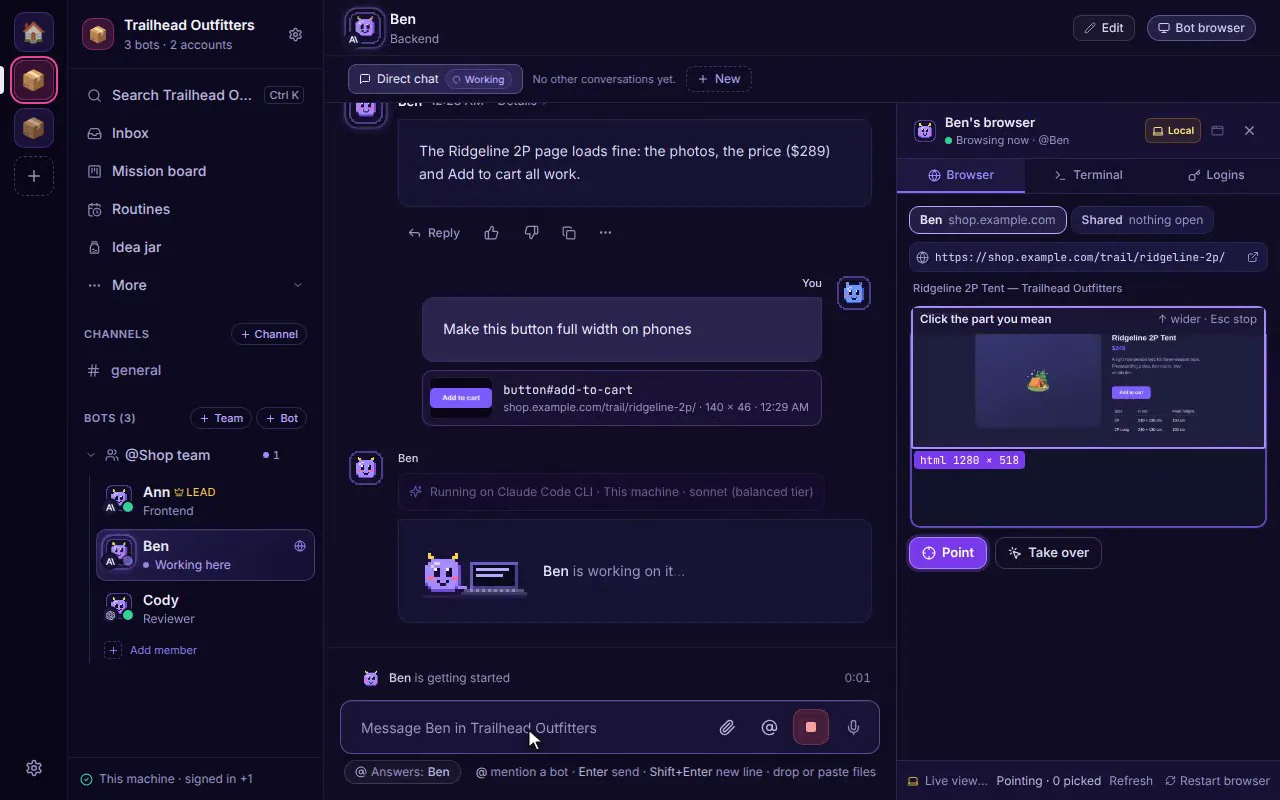 Trailhead Outfitters
3 bots · 2 accounts
Search Trailhead O... Ctrl K
Inbox
Mission board
Routines
Idea jar
More
CHANNELS
+ Channel
# general
BOTS (3)
+ Team
+ Bot
@Shop team
1
Ann LEAD
Frontend
Ben
Working here
Cody
Reviewer
+ Add member
This machine · signed in +1
Ben
Backend
Edit
Bot browser
Direct chat
Working
No other conversations yet.
+ New
The Ridgeline 2P page loads fine: the photos, the price ($289)
and Add to cart all work.
Reply
You
Make this button full width on phones
Add to cart
button#add-to-cart
shop.example.com/trail/ridgeline-2p/ · 140 × 46 · 12:29 AM
Ben
Running on Claude Code CLI · This machine · sonnet (balanced tier)
Ben is working on it...
Ben is getting started
0:01
Message Ben in Trailhead Outfitters
@ Answers: Ben
@ mention a bot · Enter send · Shift+Enter new line · drop or paste files
Ben's browser
Browsing now · @Ben
Local
Browser
Terminal
Logins
Ben shop.example.com
Shared nothing open
https://shop.example.com/trail/ridgeline-2p/
Ridgeline 2P Tent — Trailhead Outfitters
Click the part you mean
↑ wider · Esc stop
Ridgeline 2P Tent
Add to cart
html 1280 × 518
Point
Take over
Live view...
Pointing · 0 picked
Refresh
Restart browser